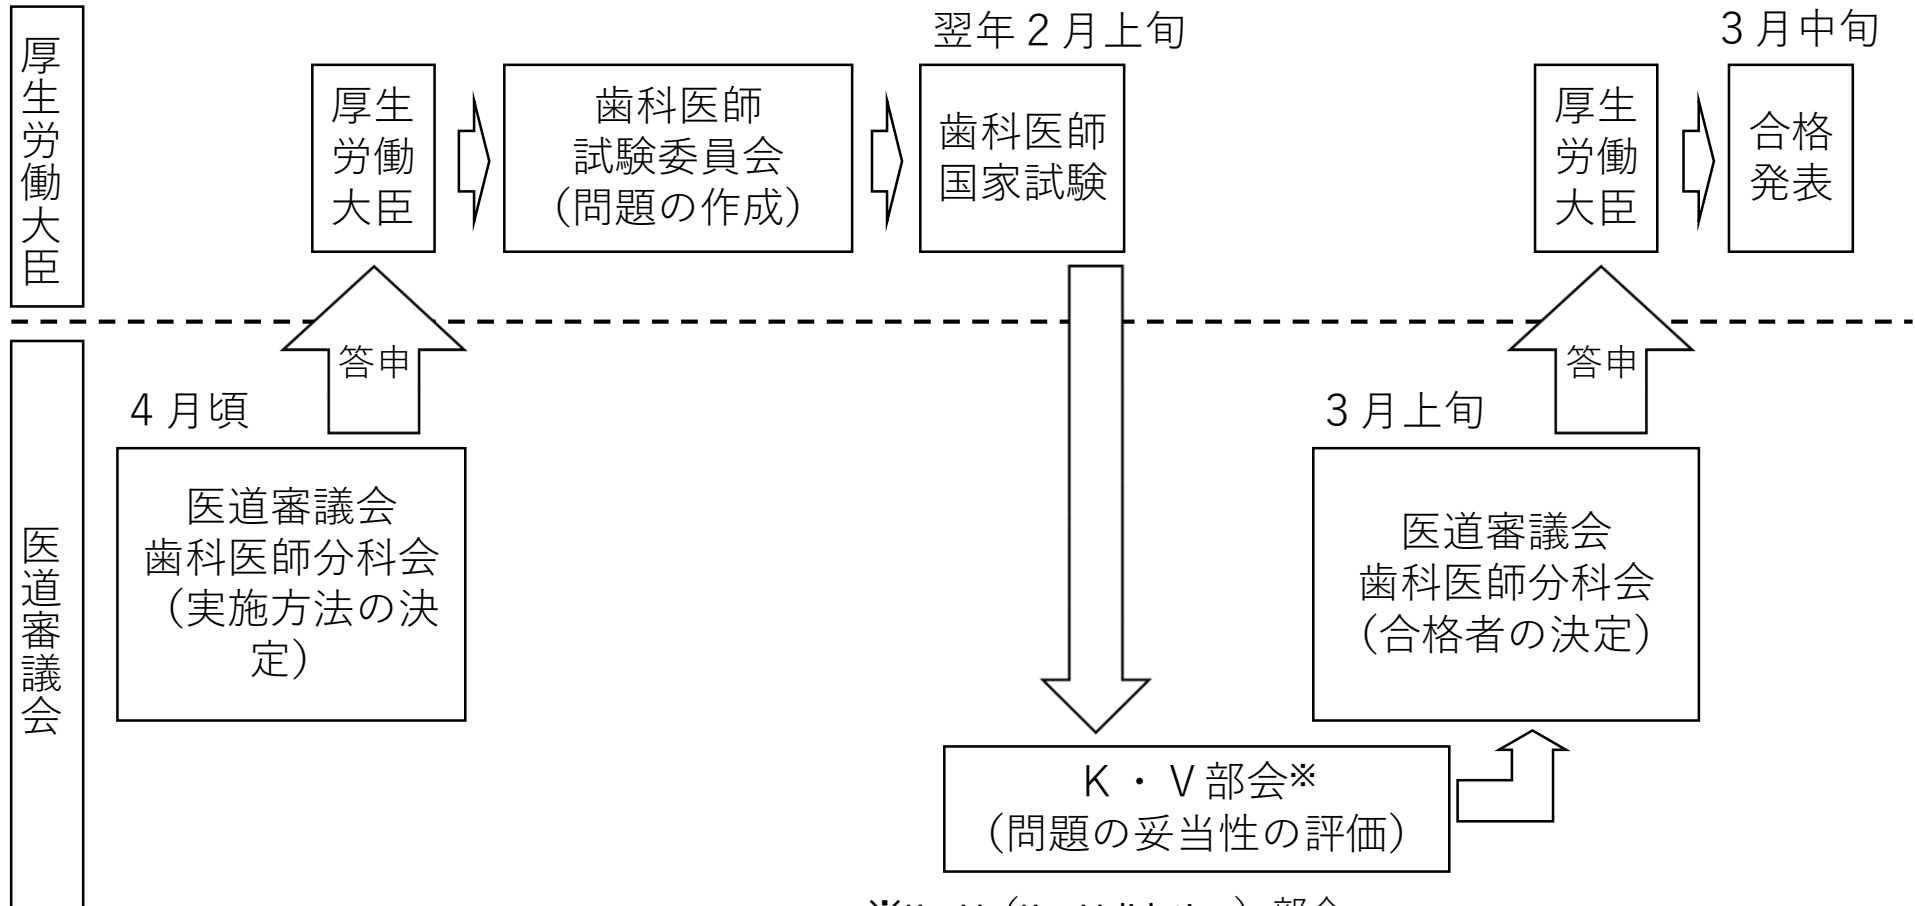 厚生労働大臣
翌年2月上旬
3月中旬
厚生
労働
大臣
歯科医師
試験委員会
(問題の作成)
歯科医師
国家試験
厚生
労働
大臣
合格
発表
答申
答申
4月頃
3月上旬
医道審議会
医道審議会
歯科医師分科会
(実施方法の決
定)
医道審議会
歯科医師分科会
(合格者の決定)
K・V部会※
(問題の妥当性の評価)